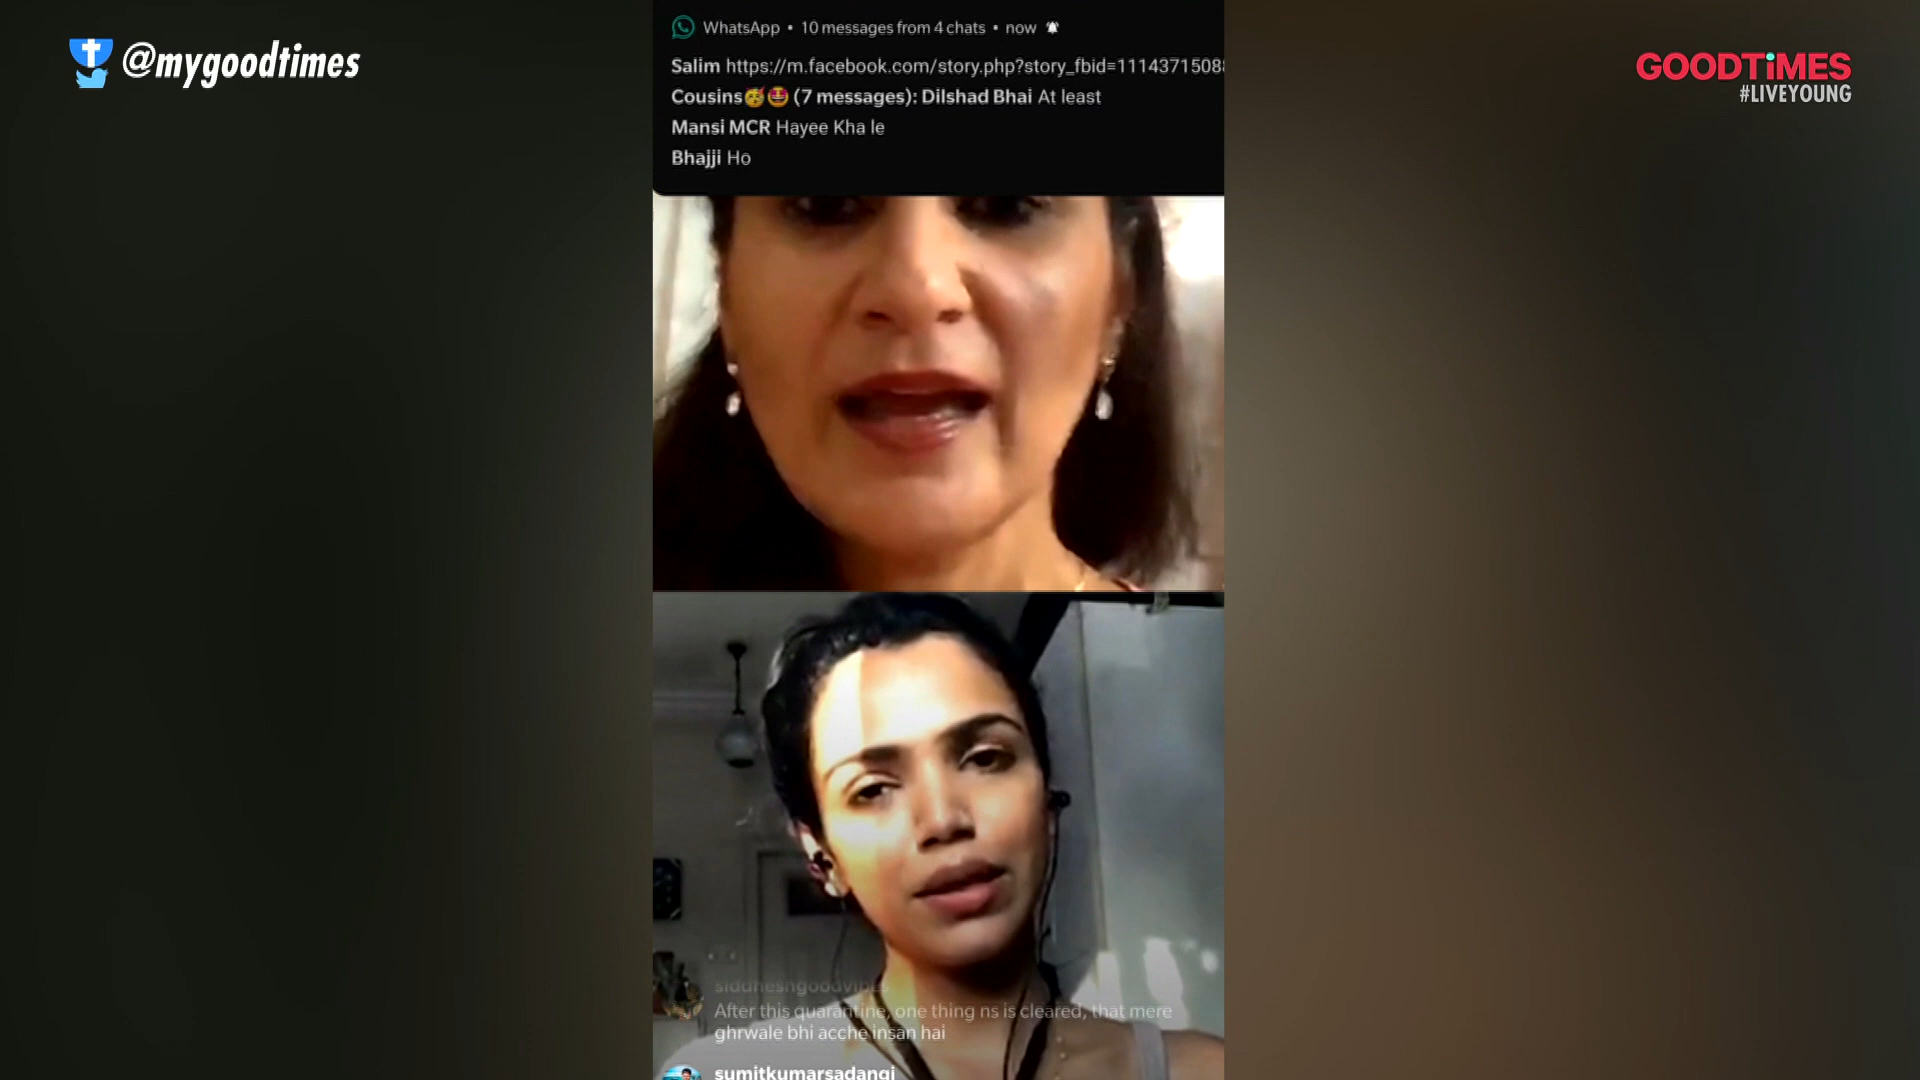 @mygoodtimes
GOODTiMES
#LIVEYOUNG
WhatsApp • 10 messages from 4 chats • now
Salim https://m.facebook.com/story.php?story_fbid=111437150
Cousins🥳🤩 (7 messages): Dilshad Bhai At least
Mansi MCR Hayee Kha le
Bhajji Ho
siddheshgoodvibes
After this quarantine, one thing ns is cleared, that mere
ghrwale bhi acche insan hai
sumitkumarsadangi